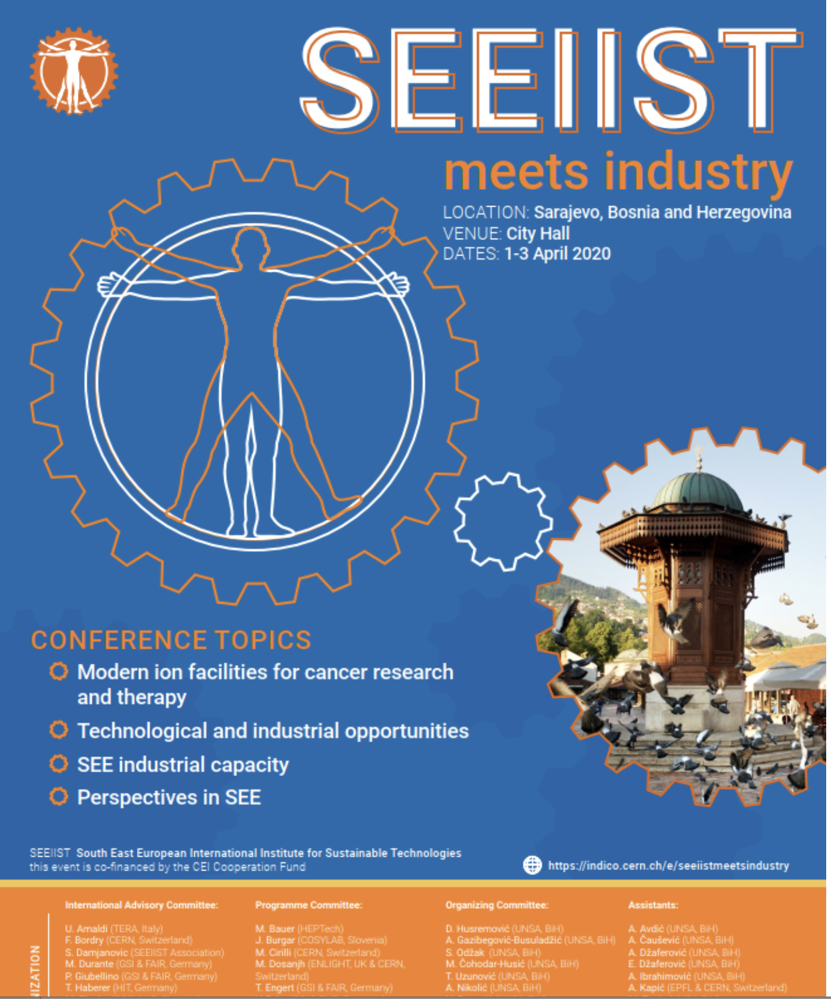 SEEIIST
meets industry
LOCATION: Sarajevo, Bosnia and Herzegovina
VENUE: City Hall
DATES: 1-3 April 2020
CONFERENCE TOPICS
Modern ion facilities for cancer research
and therapy
Technological and industrial opportunities
SEE industrial capacity
Perspectives in SEE
SEEIIST South East European International Institute for Sustainable Technologies
this event is co-financed by the CEI Cooperation Fund
https://indico.cern.ch/e/seeiistmeetsindustry
International Advisory Committee:
U. Amaldi (TERA, Italy)
F. Bordry (CERN, Switzerland)
S. Damjanovic (SEEIIST Association)
M. Durante (GSI & FAIR, Germany)
P. Giubellino (GSI & FAIR, Germany)
T. Haberer (HIT, Germany)
Programme Committee:
M. Bauer (HEPTech)
J. Burgar (COSYLAB, Slovenia)
M. Cirilli (CERN, Switzerland)
M. Dosanjh (ENLIGHT, UK & CERN,
Switzerland)
T. Engert (GSI & FAIR, Germany)
Organizing Committee:
D. Husremović (UNSA, BiH)
A. Gazibegović-Busuladžić (UNSA, BiH)
S. Odžak (UNSA, BiH)
M. Čohodar-Husić (UNSA, BiH)
T. Uzunović (UNSA, BiH)
A. Nikolić (UNSA, BiH)
Assistants:
A. Avdić (UNSA, BiH)
A. Čaušević (UNSA, BiH)
A. Džaferović (UNSA, BiH)
E. Džaferović (UNSA, BiH)
A. Ibrahimović (UNSA, BiH)
A. Kapić (EPFL & CERN, Switzerland)